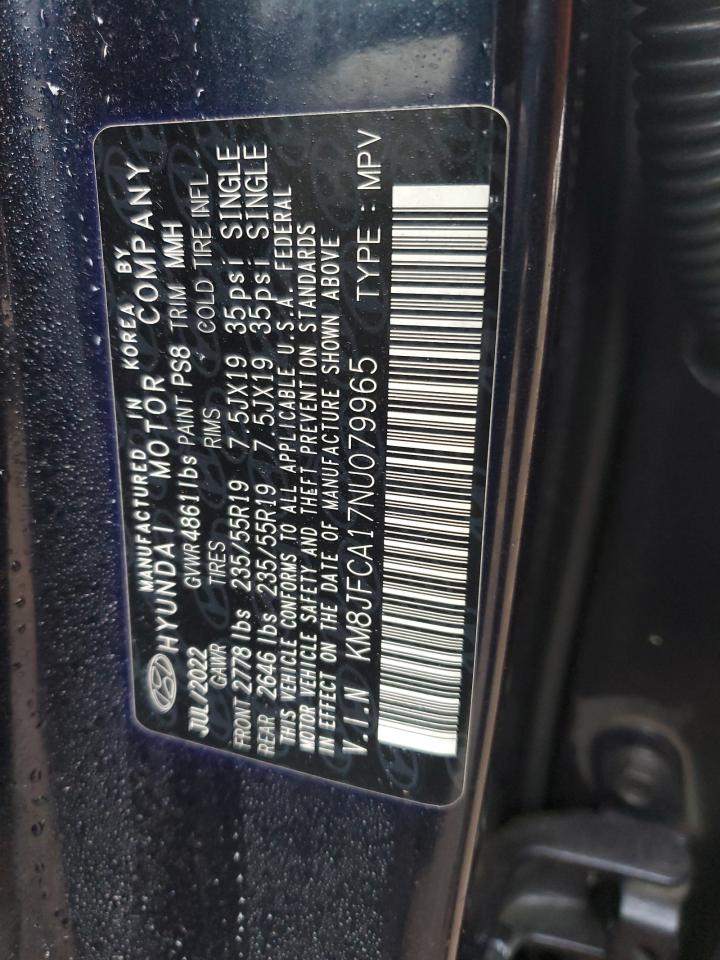 MANUFACTURED IN KOREA BY
HYUNDAI MOTOR COMPANY
JUL/2022 GVWR 4861 lbs PAINT PS8 TRIM MMH
GAWR TIRES RIMS COLD TIRE INFL.
FRONT 2778 lbs 235/55R19 7.5JX19 35psi SINGLE
REAR 2646 lbs 235/55R19 7.5JX19 35psi SINGLE
THIS VEHICLE CONFORMS TO ALL APPLICABLE U.S.A. FEDERAL
MOTOR VEHICLE SAFETY AND THEFT PREVENTION STANDARDS
IN EFFECT ON THE DATE OF MANUFACTURE SHOWN ABOVE
V.I.N KM8JFCA17NU079965 TYPE : MPV